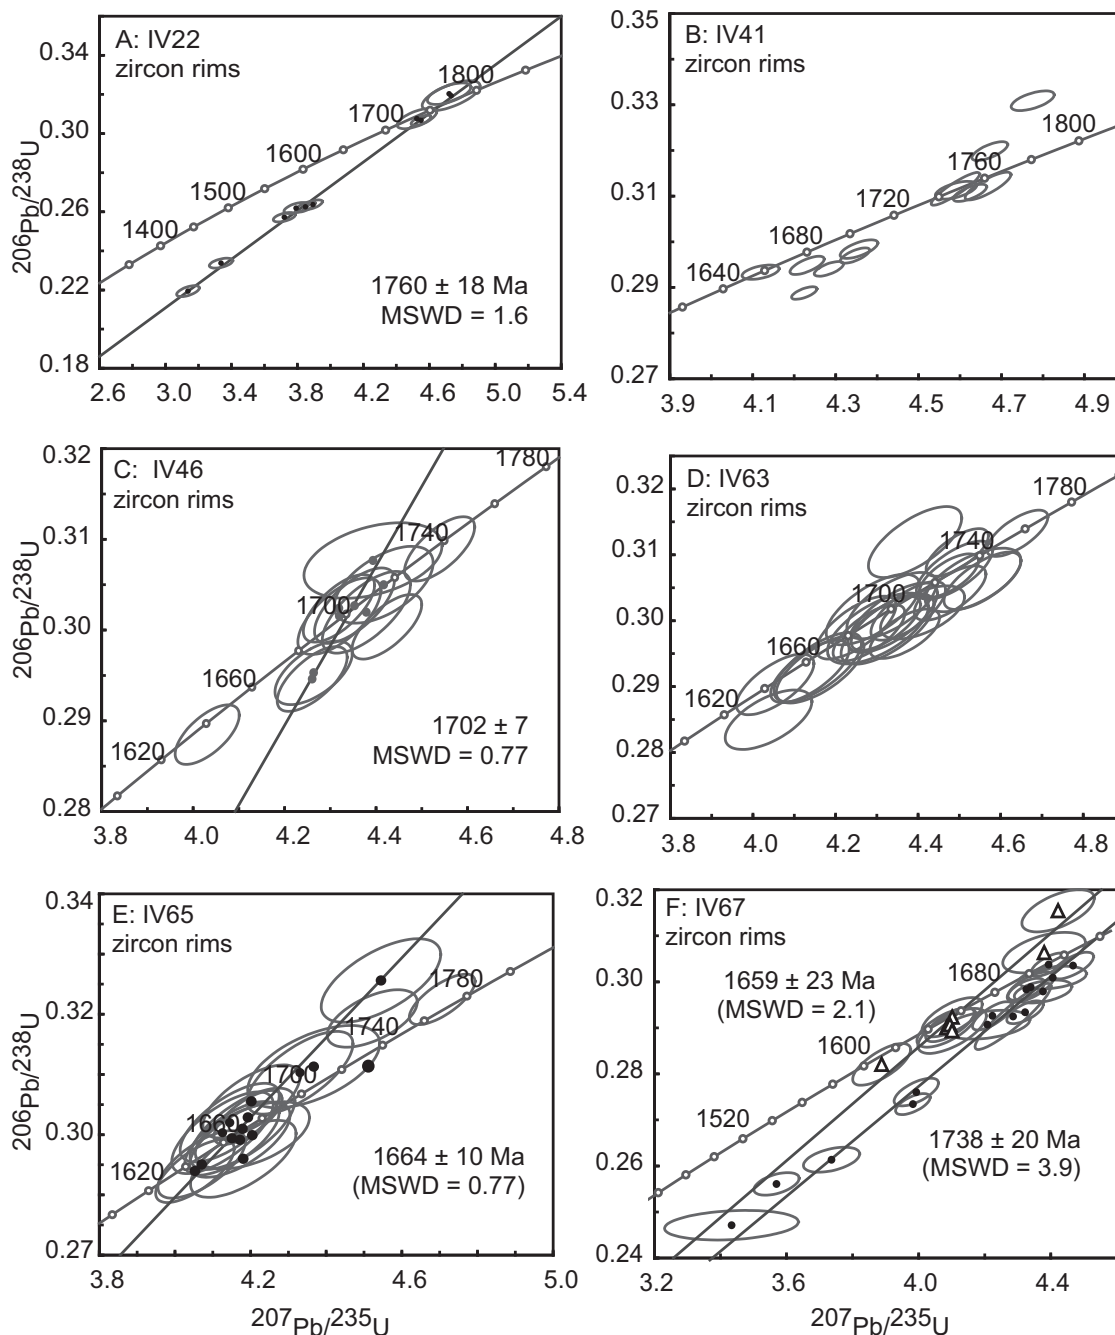 A: IV22
zircon rims
206Pb/238U
0.34
0.30
0.26
0.22
0.18
1400
1500
1600
1700
1800
1760 ± 18 Ma
MSWD = 1.6
2.6 3.0 3.4 3.8 4.2 4.6 5.0 5.4
B: IV41
zircon rims
0.35
0.33
0.31
0.29
0.27
1640
1680
1720
1760
1800
3.9 4.1 4.3 4.5 4.7 4.9
C: IV46
zircon rims
206Pb/238U
0.32
0.31
0.30
0.29
0.28
1620
1660
1700
1740
1780
1702 ± 7
MSWD = 0.77
3.8 4.0 4.2 4.4 4.6 4.8
D: IV63
zircon rims
0.32
0.31
0.30
0.29
0.28
0.27
1620
1660
1700
1740
1780
3.8 4.0 4.2 4.4 4.6 4.8
E: IV65
zircon rims
206Pb/238U
0.34
0.32
0.30
0.27
1620
1660
1700
1740
1780
1664 ± 10 Ma
(MSWD = 0.77)
3.8 4.2 4.6 5.0
207Pb/235U
F: IV67
zircon rims
0.32
0.30
0.28
0.26
0.24
1520
1600
1680
1659 ± 23 Ma
(MSWD = 2.1)
1738 ± 20 Ma
(MSWD = 3.9)
3.2 3.6 4.0 4.4
207Pb/235U